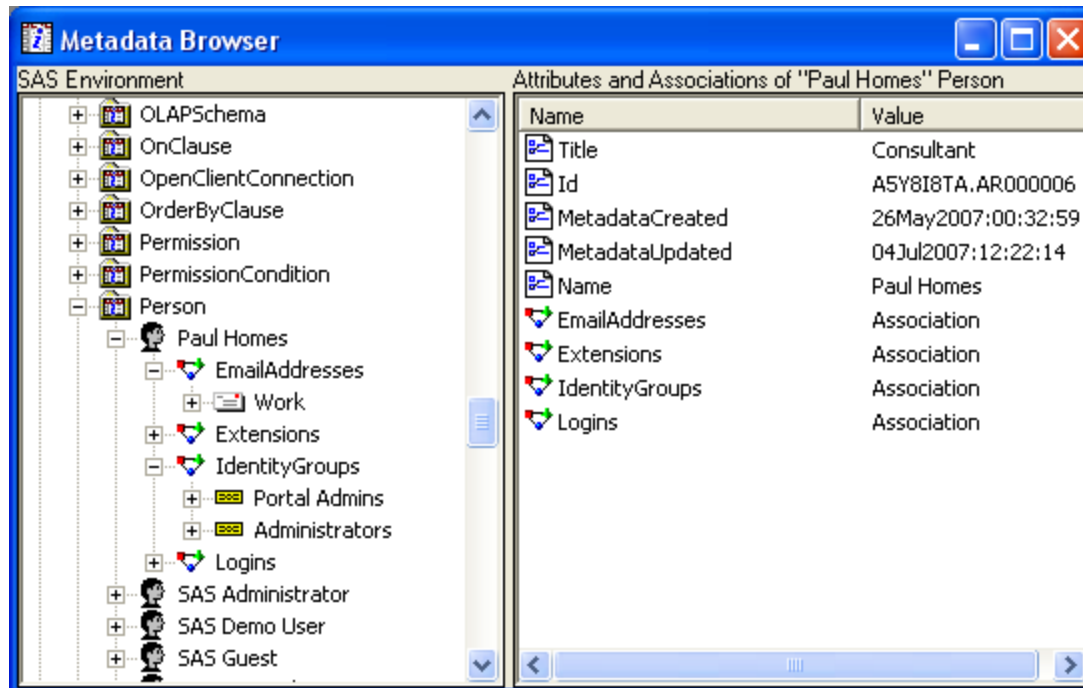 Metadata Browser
SAS Environment
OLAPSchema
OnClause
OpenClientConnection
OrderByClause
Permission
PermissionCondition
Person
Paul Homes
EmailAddresses
Work
Extensions
IdentityGroups
Portal Admins
Administrators
Logins
SAS Administrator
SAS Demo User
SAS Guest
Attributes and Associations of "Paul Homes" Person
Name Value
Title Consultant
Id A5Y8I8TA.AR000006
MetadataCreated 26May2007:00:32:59
MetadataUpdated 04Jul2007:12:22:14
Name Paul Homes
EmailAddresses Association
Extensions Association
IdentityGroups Association
Logins Association